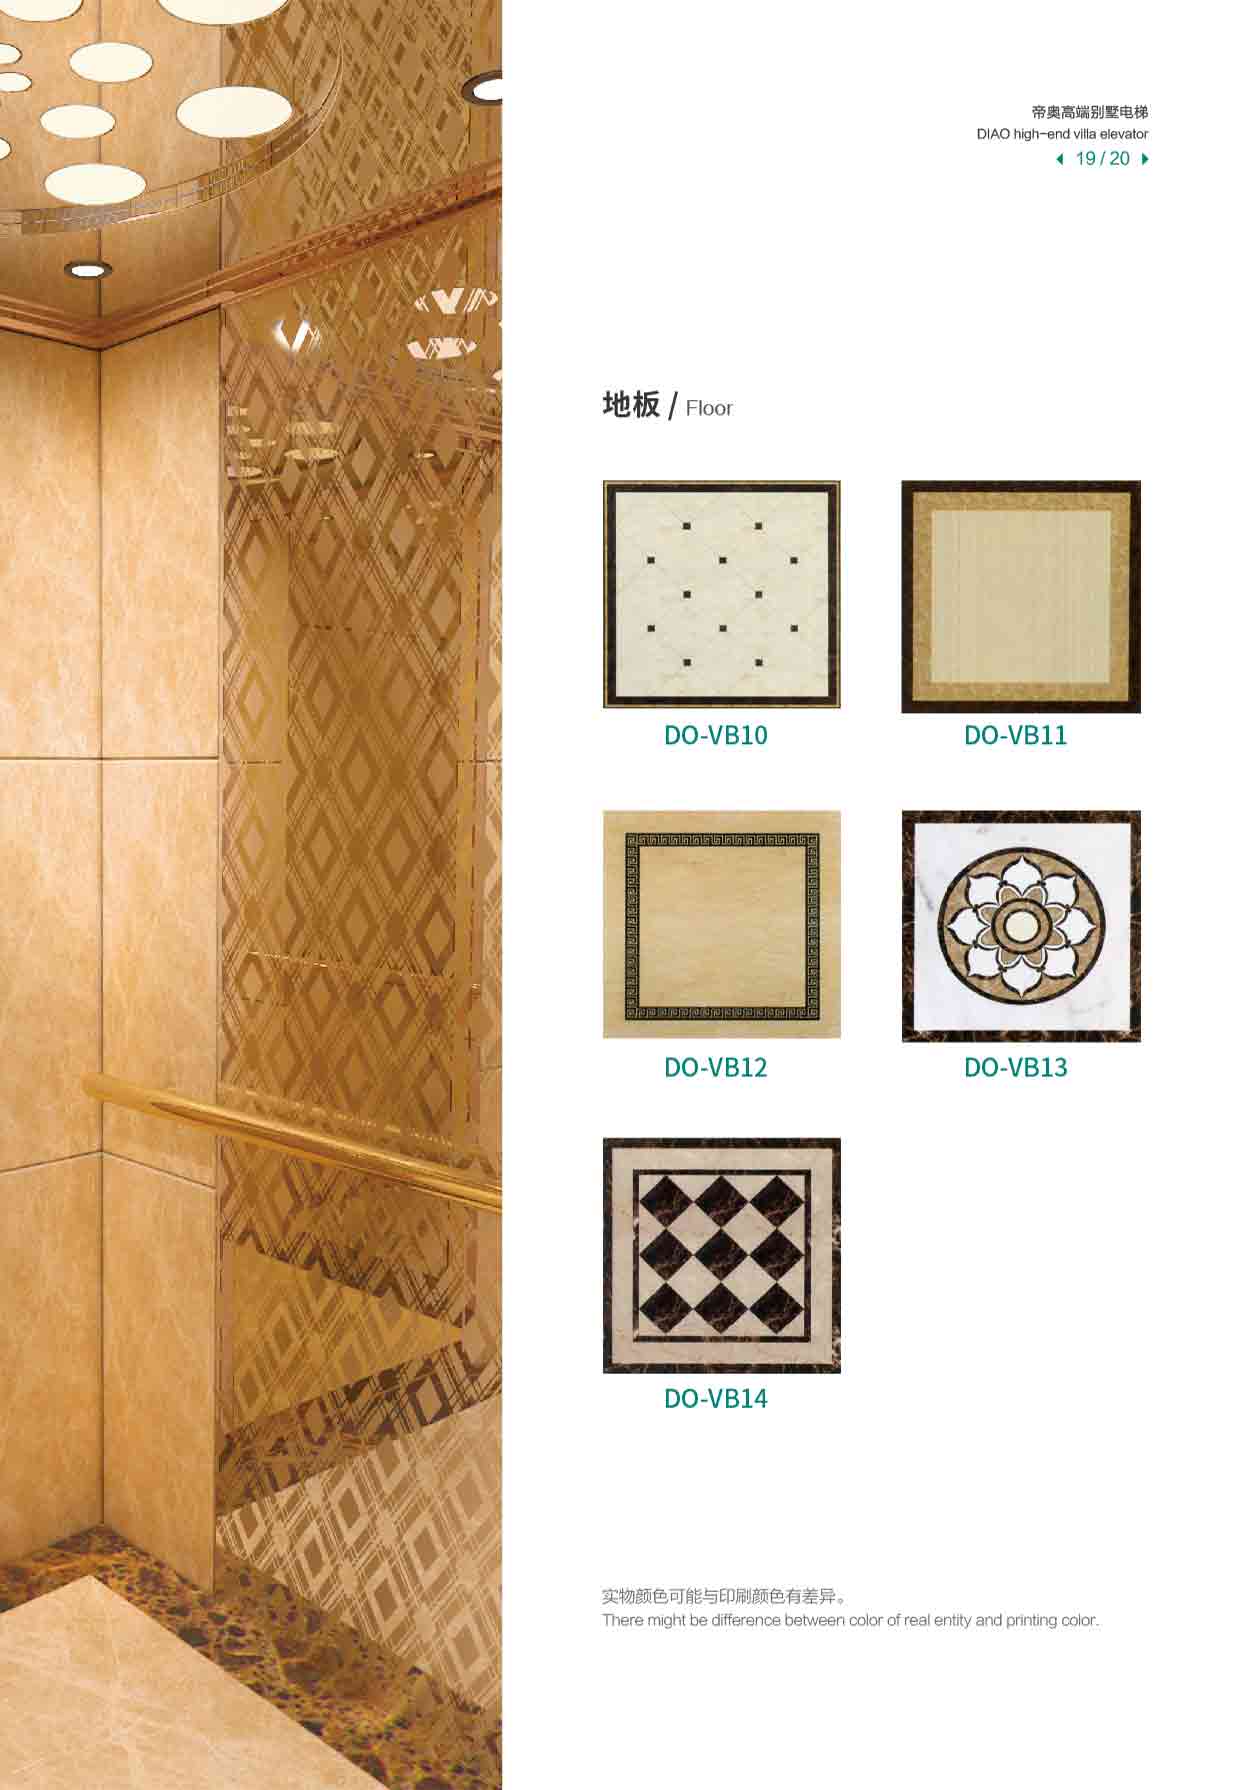 帝奥高端别墅电梯
DIAO high-end villa elevator
19 / 20
地板 / Floor
DO-VB10
DO-VB11
DO-VB12
DO-VB13
DO-VB14
实物颜色可能与印刷颜色有差异。
There might be difference between color of real entity and printing color.